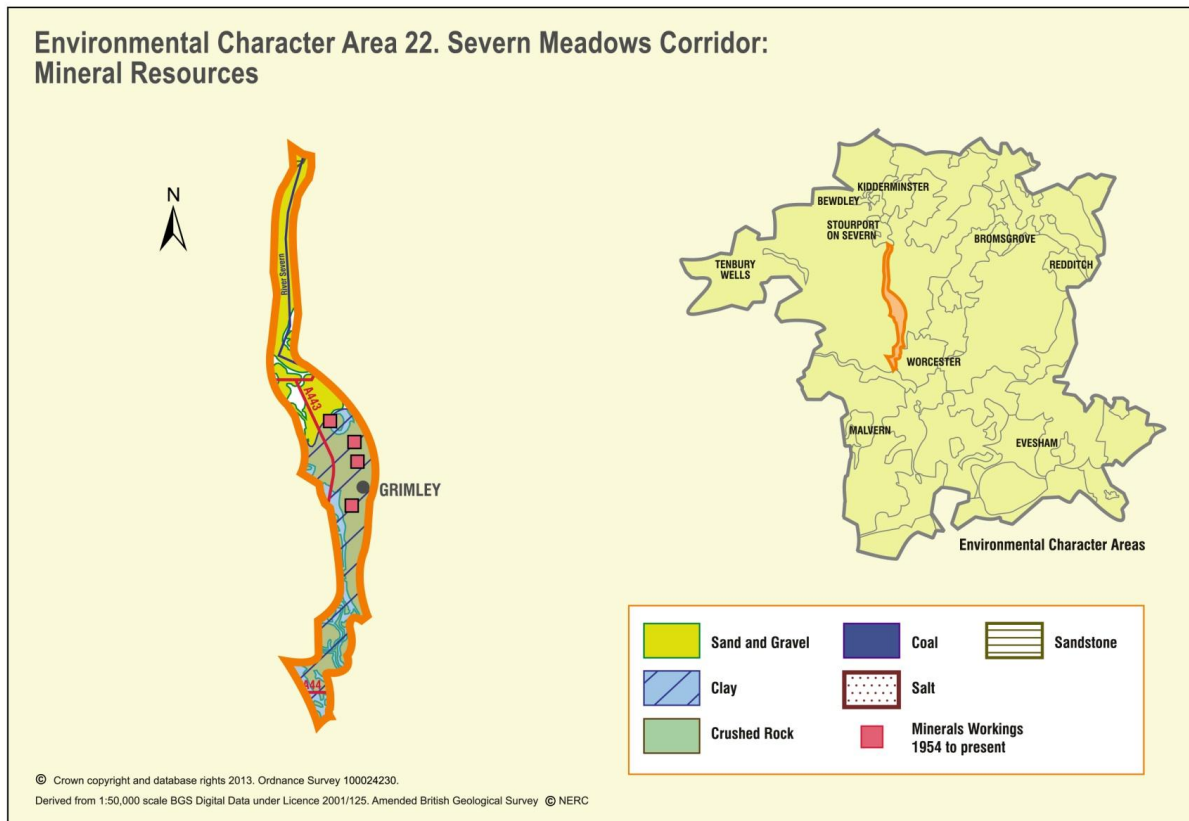 Environmental Character Area 22. Severn Meadows Corridor:
Mineral Resources
N
River Severn
A443
GRIMLEY
A44
KIDDERMINSTER
BEWDLEY
STOURPORT
ON SEVERN
BROMSGROVE
REDDITCH
TENBURY
WELLS
WORCESTER
MALVERN
EVESHAM
Environmental Character Areas
Sand and Gravel
Coal
Sandstone
Clay
Salt
Crushed Rock
Minerals Workings
1954 to present
© Crown copyright and database rights 2013. Ordnance Survey 100024230.
Derived from 1:50,000 scale BGS Digital Data under Licence 2001/125. Amended British Geological Survey © NERC